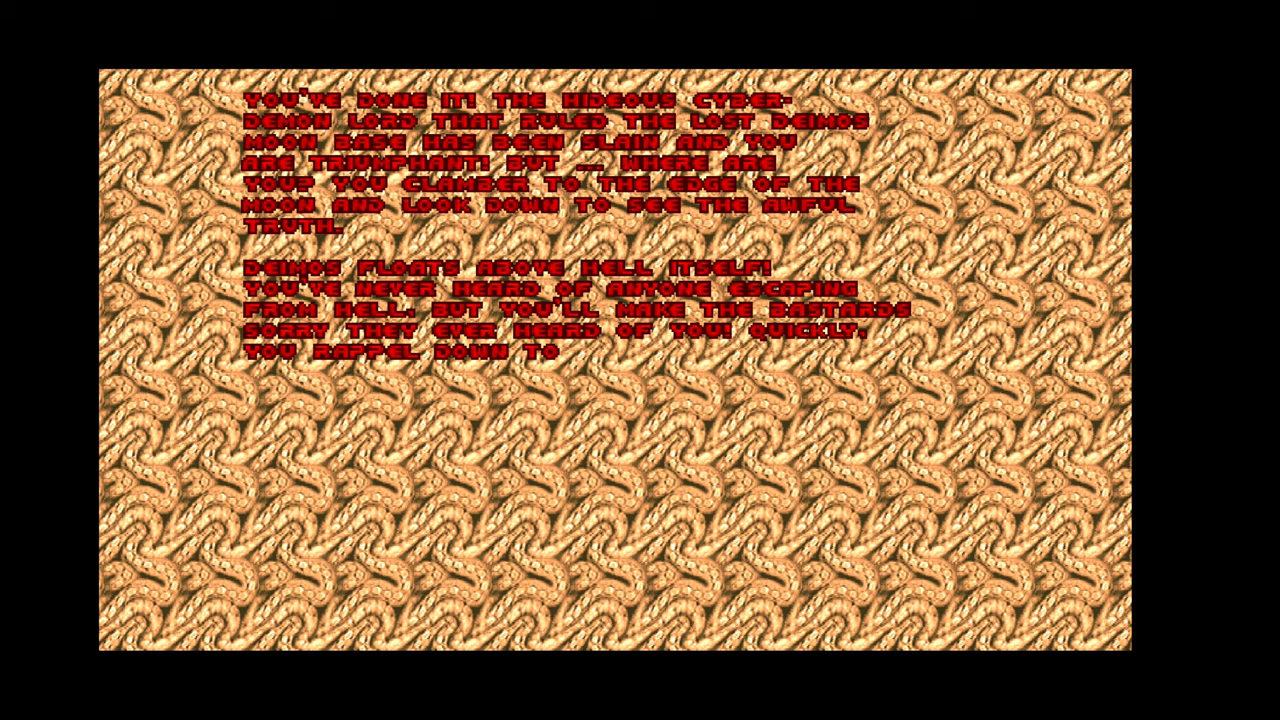 YOU'VE DONE IT! THE HIDEOUS CYBER-
DEMON LORD THAT RULED THE LOST DEIMOS
MOON BASE HAS BEEN SLAIN AND YOU
ARE TRIUMPHANT! BUT ... WHERE ARE
YOU? YOU CLAMBER TO THE EDGE OF THE
MOON AND LOOK DOWN TO SEE THE AWFUL
TRUTH.
DEIMOS FLOATS ABOVE HELL ITSELF!
YOU'VE NEVER HEARD OF ANYONE ESCAPING
FROM HELL, BUT YOU'LL MAKE THE BASTARDS
SORRY THEY EVER HEARD OF YOU! QUICKLY,
YOU RAPPEL DOWN TO